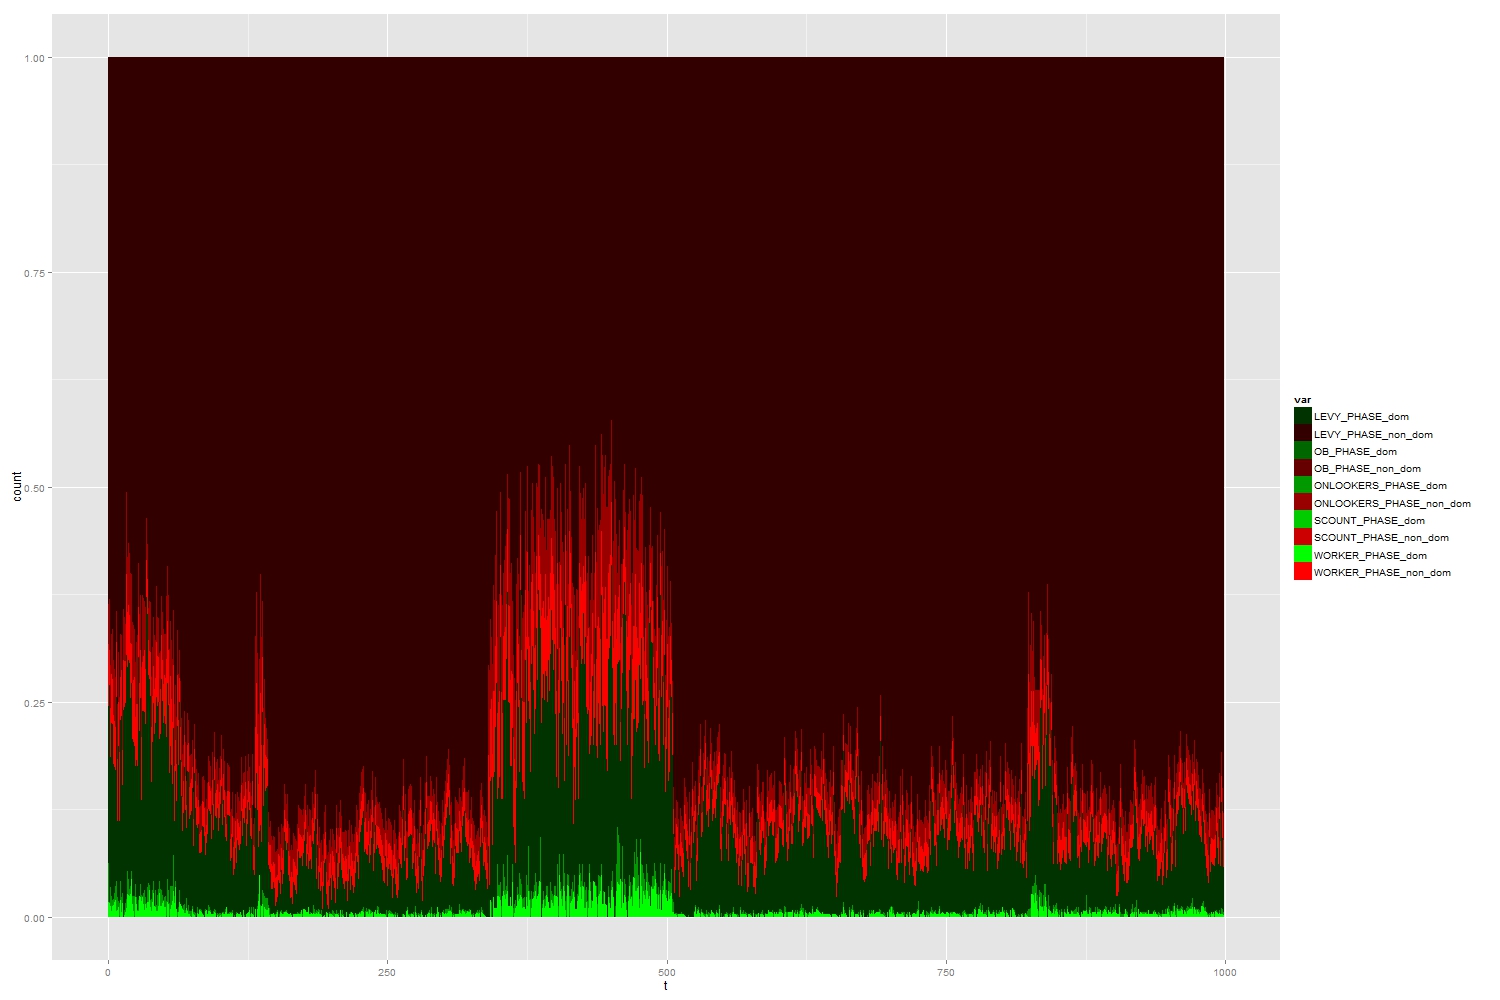 1.00
0.75
0.50
0.25
0.00
count
0
250
500
750
1000
t
var
LEVY_PHASE_dom
LEVY_PHASE_non_dom
OB_PHASE_dom
OB_PHASE_non_dom
ONLOOKERS_PHASE_dom
ONLOOKERS_PHASE_non_dom
SCOUNT_PHASE_dom
SCOUNT_PHASE_non_dom
WORKER_PHASE_dom
WORKER_PHASE_non_dom